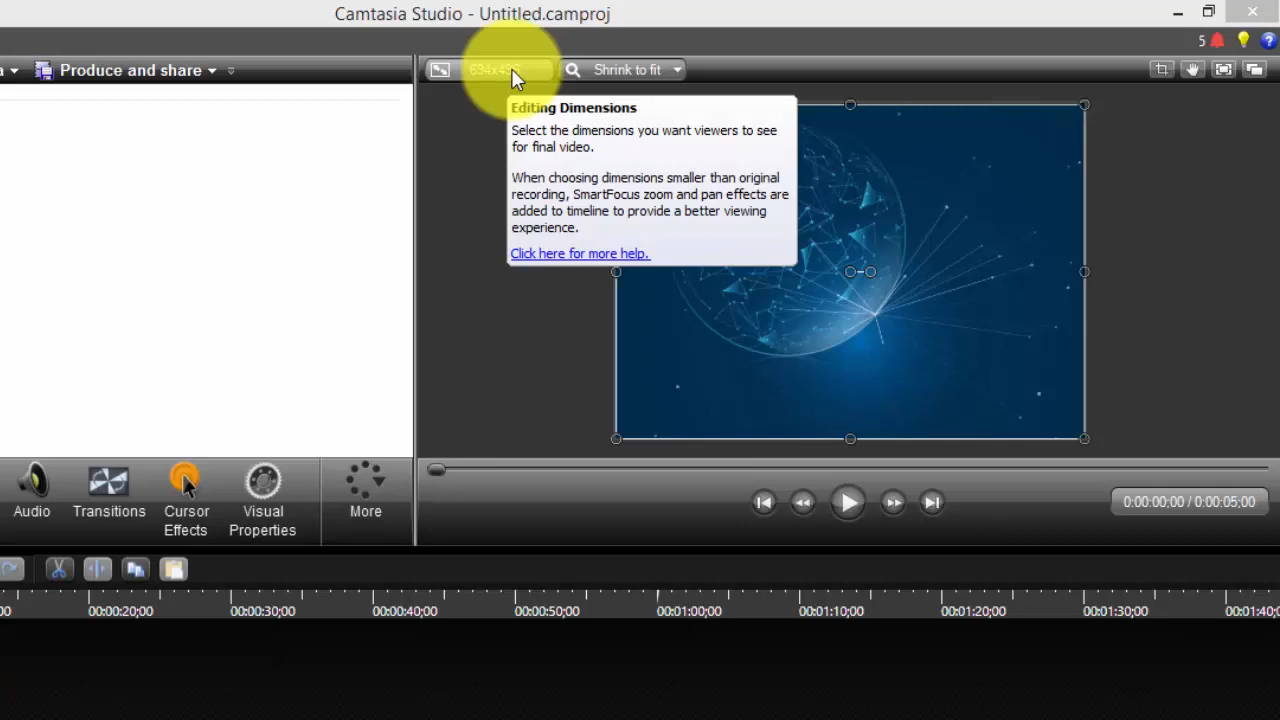 Camtasia Studio - Untitled.camproj
5
Produce and share
Shrink to fit
Editing Dimensions
Select the dimensions you want viewers to see
for final video.
When choosing dimensions smaller than original
recording, SmartFocus zoom and pan effects are
added to timeline to provide a better viewing
experience.
Click here for more help.
Audio
Transitions
Cursor
Effects
Visual
Properties
More
0:00:00;00 / 0:00:05;00
00:00:20;00
00:00:30;00
00:00:40;00
00:00:50;00
00:01:00;00
00:01:10;00
00:01:20;00
00:01:30;00